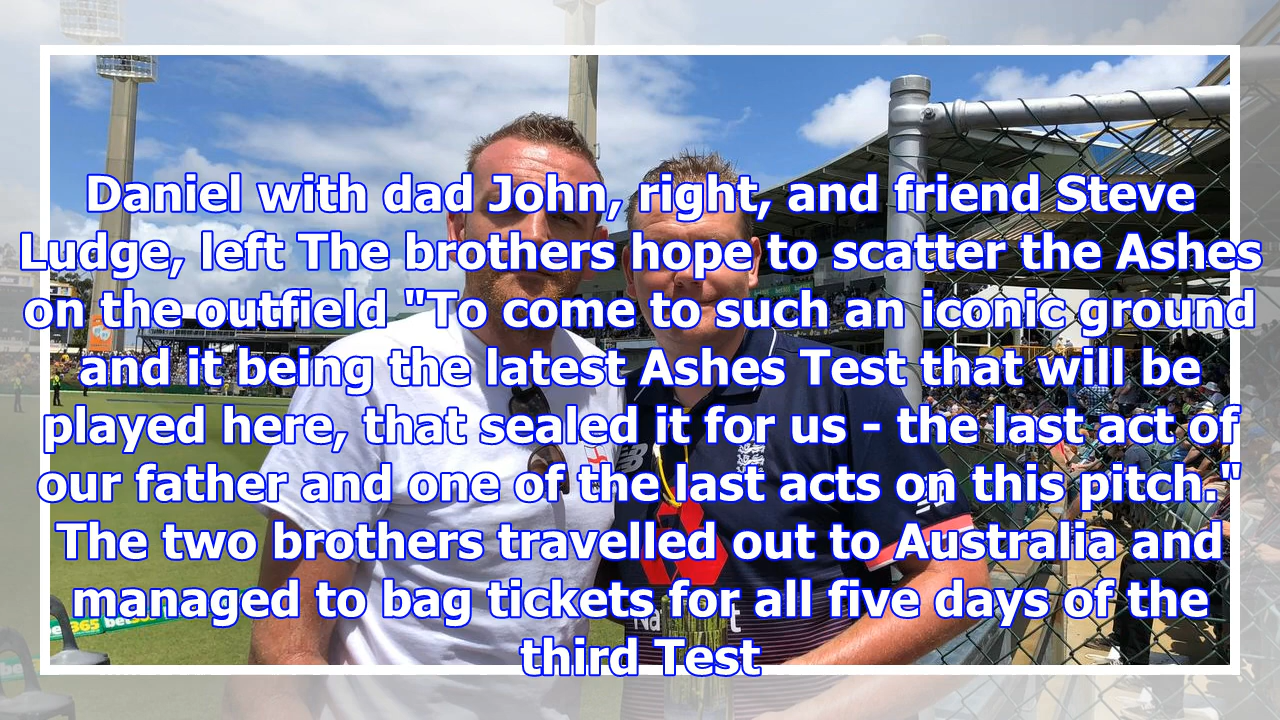 Daniel with dad John, right, and friend Steve
Ludge, left The brothers hope to scatter the Ashes
on the outfield "To come to such an iconic ground
and it being the latest Ashes Test that will be
played here, that sealed it for us - the last act of
our father and one of the last acts on this pitch."
The two brothers travelled out to Australia and
managed to bag tickets for all five days of the
third Test